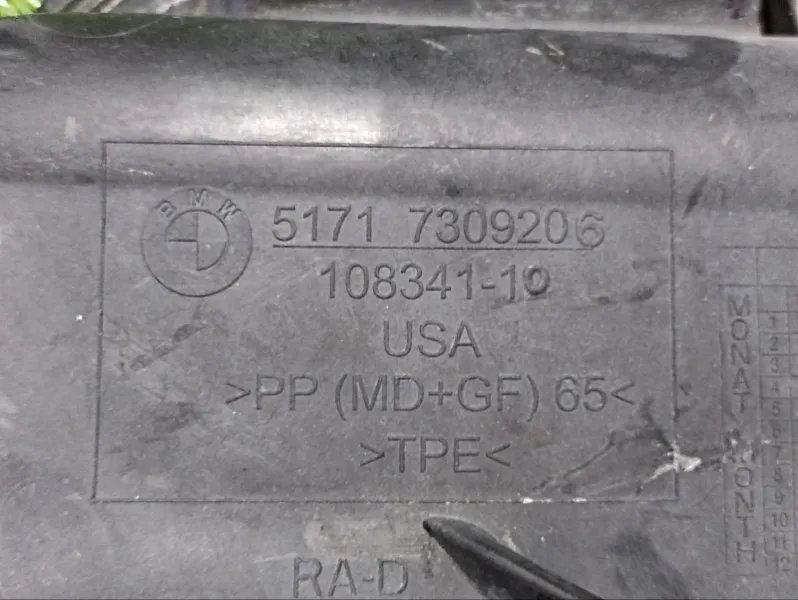 BMW
5171 7309206
108341-10
USA
>PP (MD+GF) 65<
>TPE<
RA-D
MONAT / MONTH
1
2
3
4
5
6
7
8
9
10
11
12